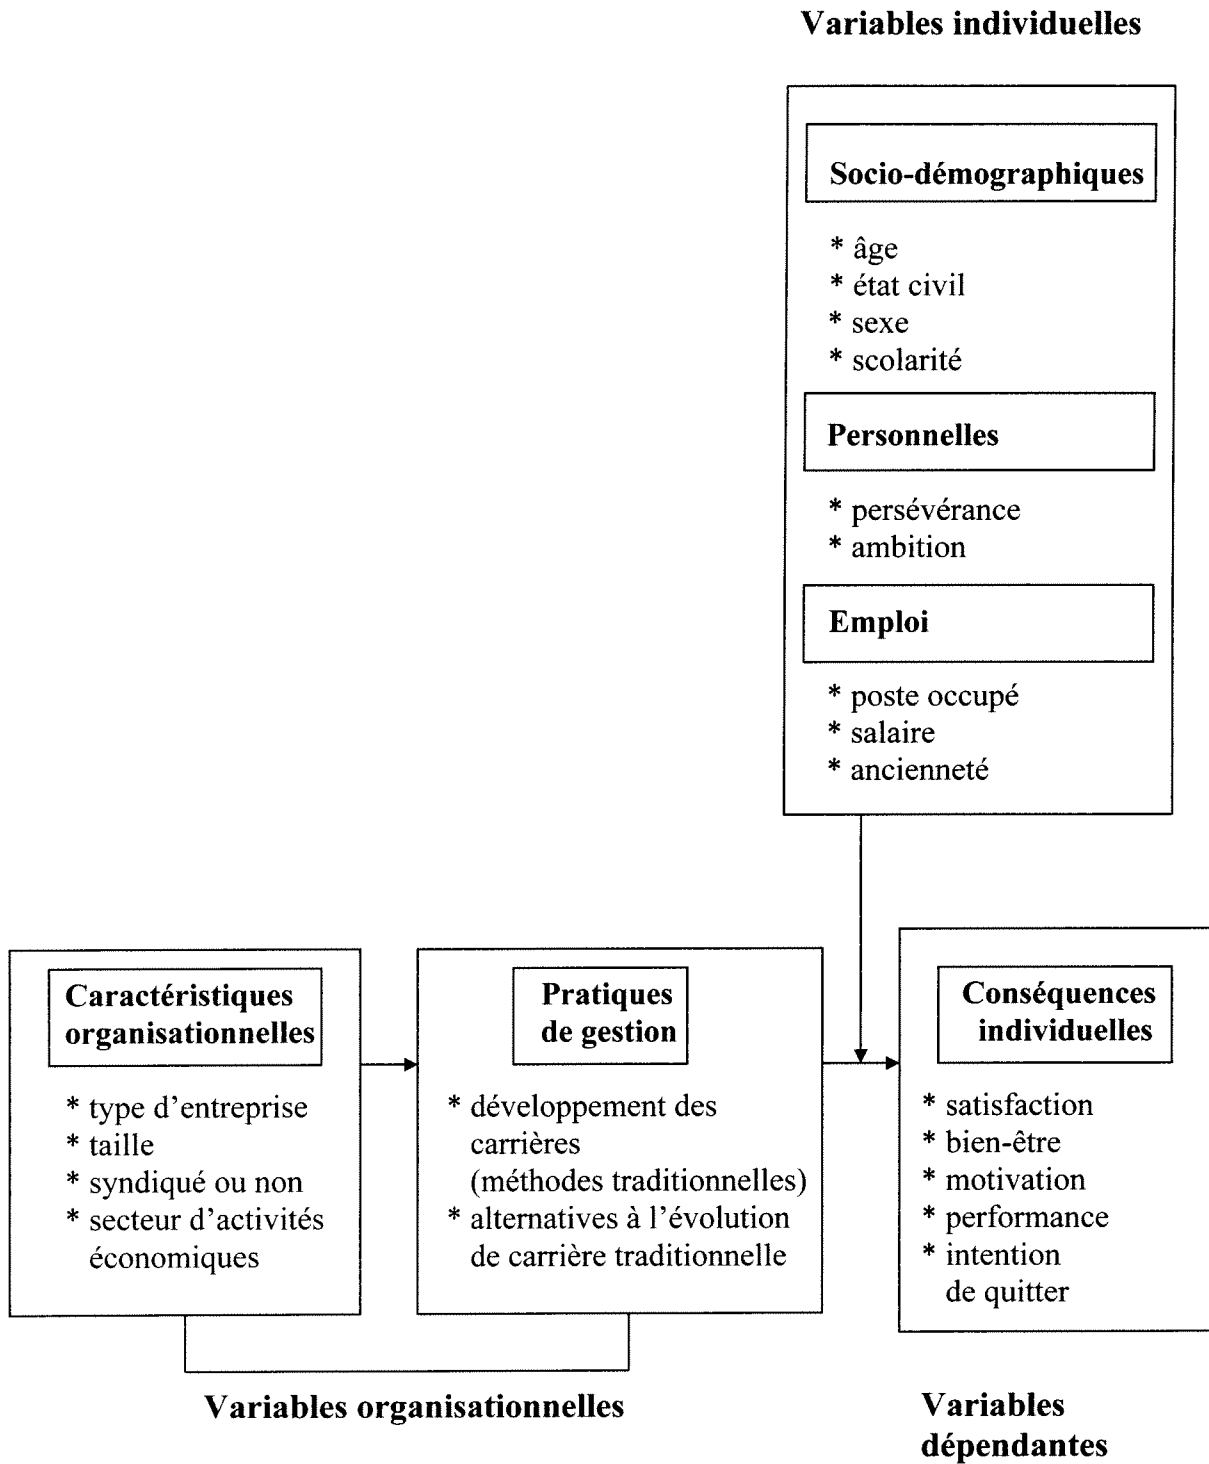 Variables individuelles
Socio-démographiques
* âge
* état civil
* sexe
* scolarité
Personnelles
* persévérance
* ambition
Emploi
* poste occupé
* salaire
* ancienneté
Caractéristiques
organisationnelles
* type d'entreprise
* taille
* syndiqué ou non
* secteur d'activités
économiques
Pratiques
de gestion
* développement des
carrières
(méthodes traditionnelles)
* alternatives à l'évolution
de carrière traditionnelle
Conséquences
individuelles
* satisfaction
* bien-être
* motivation
* performance
* intention
de quitter
Variables organisationnelles
Variables
dépendantes